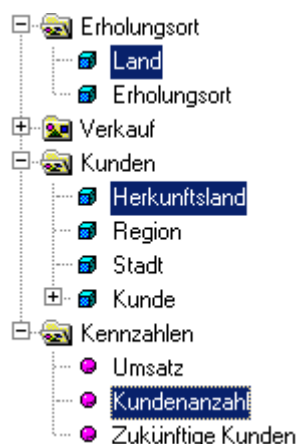 Erholungsort
Land
Erholungsort
Verkauf
Kunden
Herkunftsland
Region
Stadt
Kunde
Kennzahlen
Umsatz
Kundenanzahl
Zukünftige Kunden